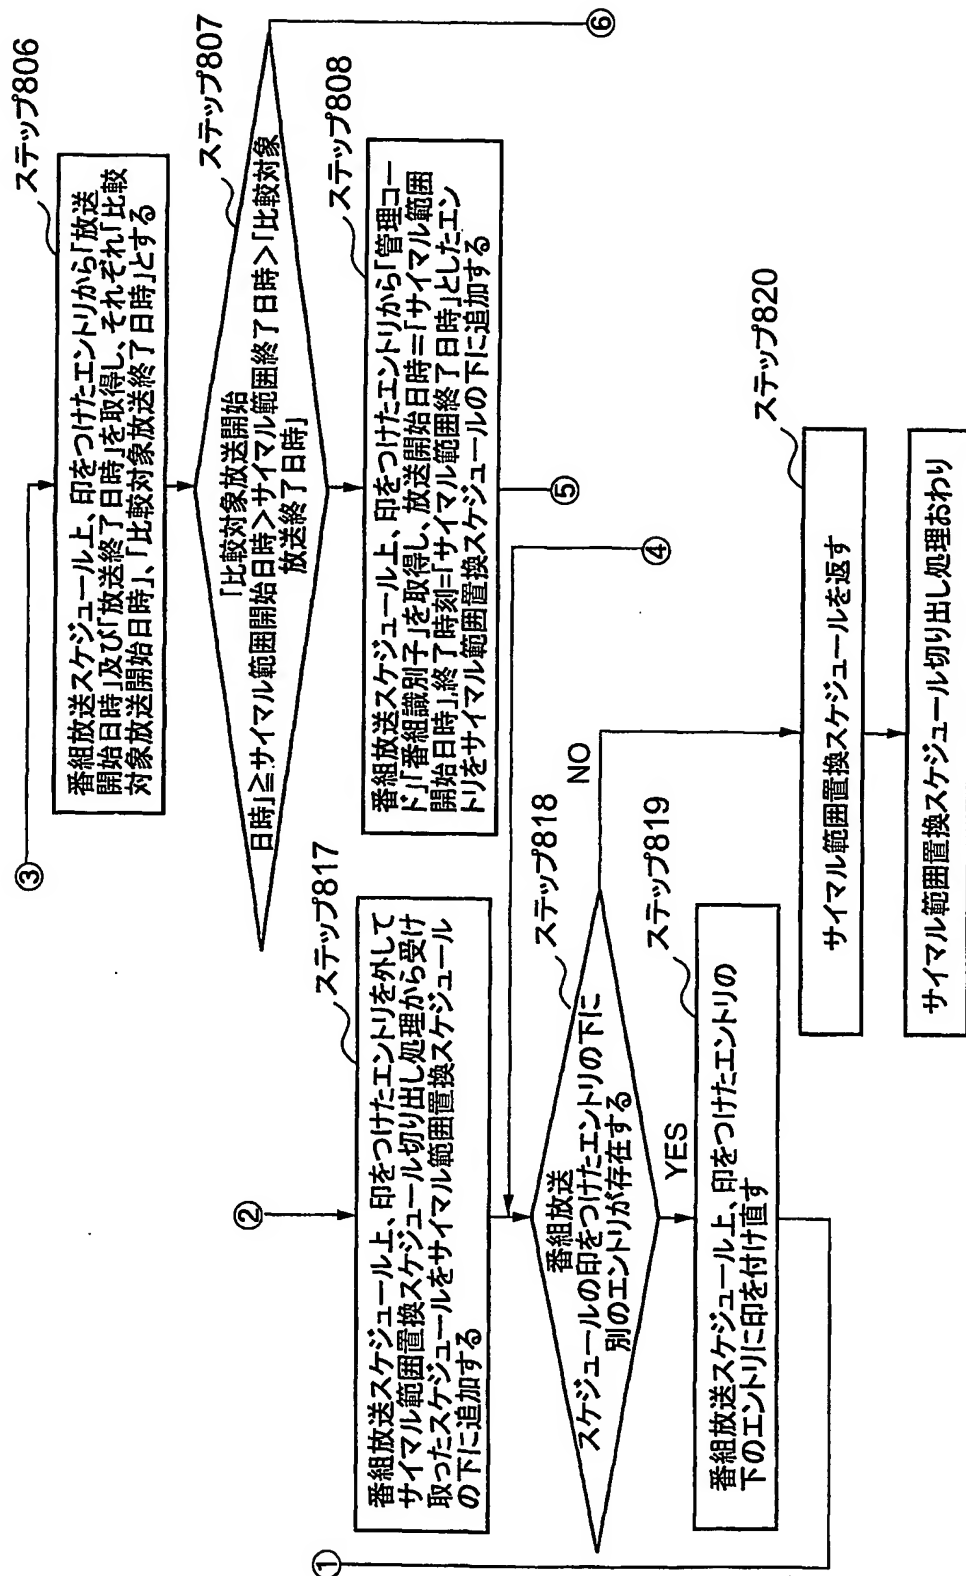 ③
ステップ806
番組放送スケジュール上、印をつけたエントリから「放送
開始日時」及び「放送終了日時」を取得し、それぞれ「比較
対象放送開始日時」、「比較対象放送終了日時」とする
ステップ807
「比較対象放送開始
日時」≧サイマル範囲開始日時>サイマル範囲終了日時>「比較対象
放送終了日時」
⑥
ステップ808
番組放送スケジュール上、印をつけたエントリから「管理コー
ド」「番組識別子」を取得し、放送開始日時=「サイマル範囲
開始日時」,終了時刻=「サイマル範囲終了日時」としたエン
トリをサイマル範囲置換スケジュールの下に追加する
⑤
②
ステップ817
番組放送スケジュール上、印をつけたエントリを外して
サイマル範囲置換スケジュール切り出し処理から受け
取ったスケジュールをサイマル範囲置換スケジュール
の下に追加する
④
ステップ818
番組放送
スケジュールの印をつけたエントリの下に
別のエントリが存在する
NO
YES
ステップ819
番組放送スケジュール上、印をつけたエントリの
下のエントリに印を付け直す
①
ステップ820
サイマル範囲置換スケジュールを返す
サイマル範囲置換スケジュール切り出し処理おわり